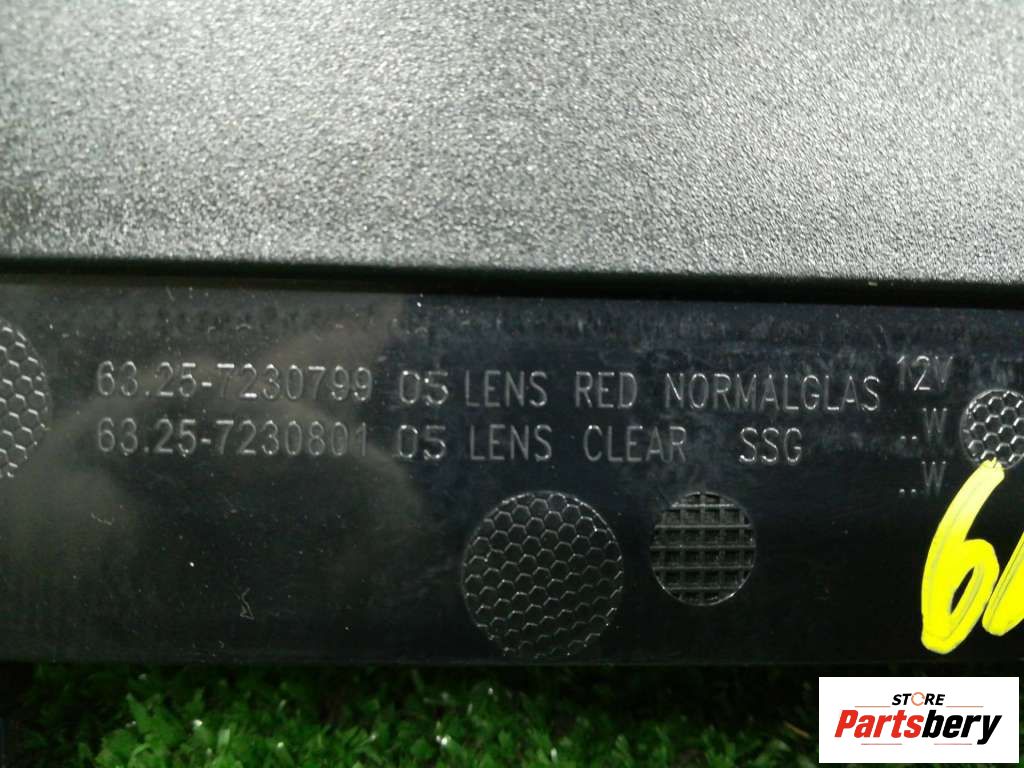 63.25-7230799 05 LENS RED NORMALGLAS 12V
63.25-7230801 05 LENS CLEAR SSG ..W
..W
STORE
Partsbery